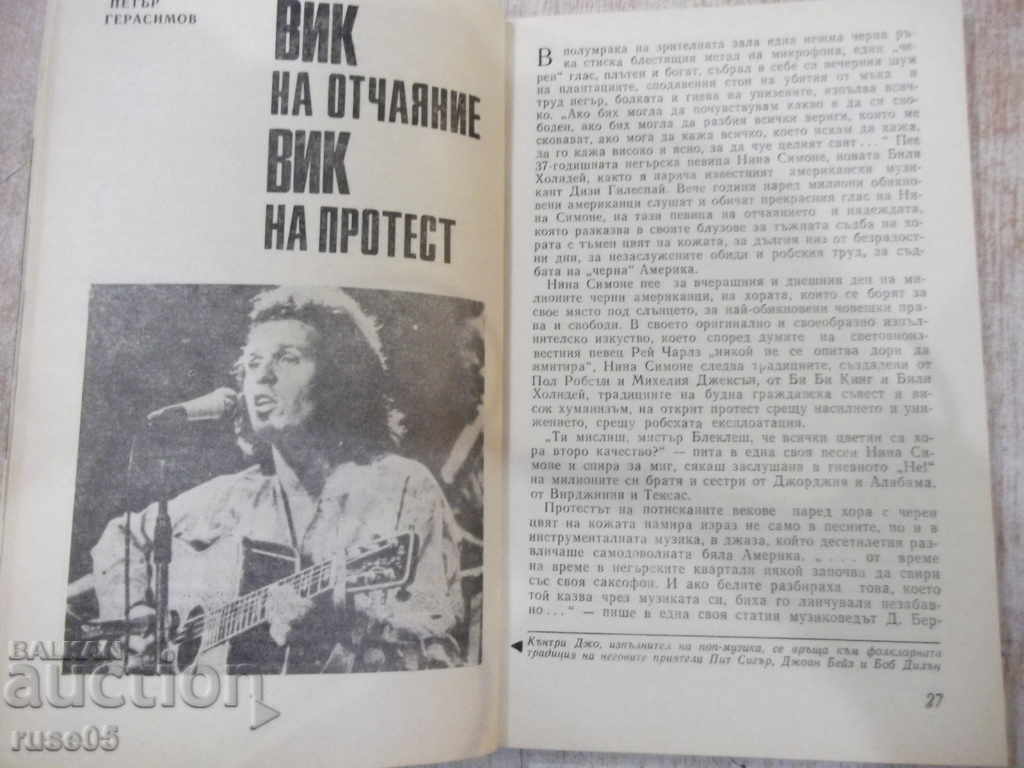 ПЕТЪР
ГЕРАСИМОВ
ВИК
НА ОТЧАЯНИЕ
ВИК
НА ПРОТЕСТ
В полумрака на зрителната зала една нежна черна ръ-
ка стиска блестящия метал на микрофона, един „че-
рен“ глас, плътен и богат, събрал в себе си вечерния шум
на плантациите, сподавения стон на убития от мъка и
труд негър, болката и гнева на унизените, изпълва всич-
ко. „Ако бях могла да почувствувам какво е да си сво-
боден, ако бях могла да разбия всички вериги, които ме
сковават, ако мога да кажа всичко, което искам да кажа,
да го кажа високо и ясно, за да чуе целият свят... - Пее
37-годишната негърска певица Нина Симоне, новата Били
Холидей, както я нарича известният американски музи-
кант Дизи Гилеспай. Вече години наред милиони обикно-
вени американци слушат и обичат прекрасния глас на Ни-
на Симоне, на тази певица на отчаянието и надеждата,
която разказва в своите блузове за тъжната съдба на хо-
рата с тъмен цвят на кожата, за дългия низ от безрадост-
ни дни, за незаслужените обиди и робския труд, за съд-
бата на „черна“ Америка.
Нина Симоне пее за вчерашния и днешния ден на ми-
лионите черни американци, на хората, които се борят за
свое място под слънцето, за най-обикновени човешки пра-
ва и свободи. В своето оригинално и своеобразно изпъл-
нителско изкуство, което според думите на световноиз-
вестния певец Рей Чарлз „никой не се опитва дори да
имитира“, Нина Симоне следва традициите, създадени от
Пол Робсън и Михелия Джексън, от Би Би Кинг и Били
Холидей, традициите на будна гражданска съвест и ви-
сок хуманизъм, на открит протест срещу насилието и уни-
жението, срещу робската експлоатация.
„Ти мислиш, мистър Блеклеш, че всички цветни са хо-
ра второ качество?“ — пита в една своя песен Нина Си-
моне и спира за миг, сякаш заслушана в гневното „Не!“
на милионите си братя и сестри от Джорджия и Алабама,
от Вирджиния и Тексас.
Протестът на потисканите векове наред хора с черен
цвят на кожата намира израз не само в песните, но и в
инструменталната музика, в джаза, който десетилетия раз-
вличаше самодоволната бяла Америка. „... от време
на време в негърските квартали някой започва да свири
със своя саксофон. И ако белите разбираха това, което
той казва чрез музиката си, биха го линчували незабав-
но...“ — пише в една своя статия музиковедът Д. Бер-
◄ Кънтри Джо, изпълнител на поп-музика, се връща към фолклорната
традиция на неговите приятели Пит Сигър, Джоан Бейз и Боб Дилън
27
BALKAN
auction
ruse05